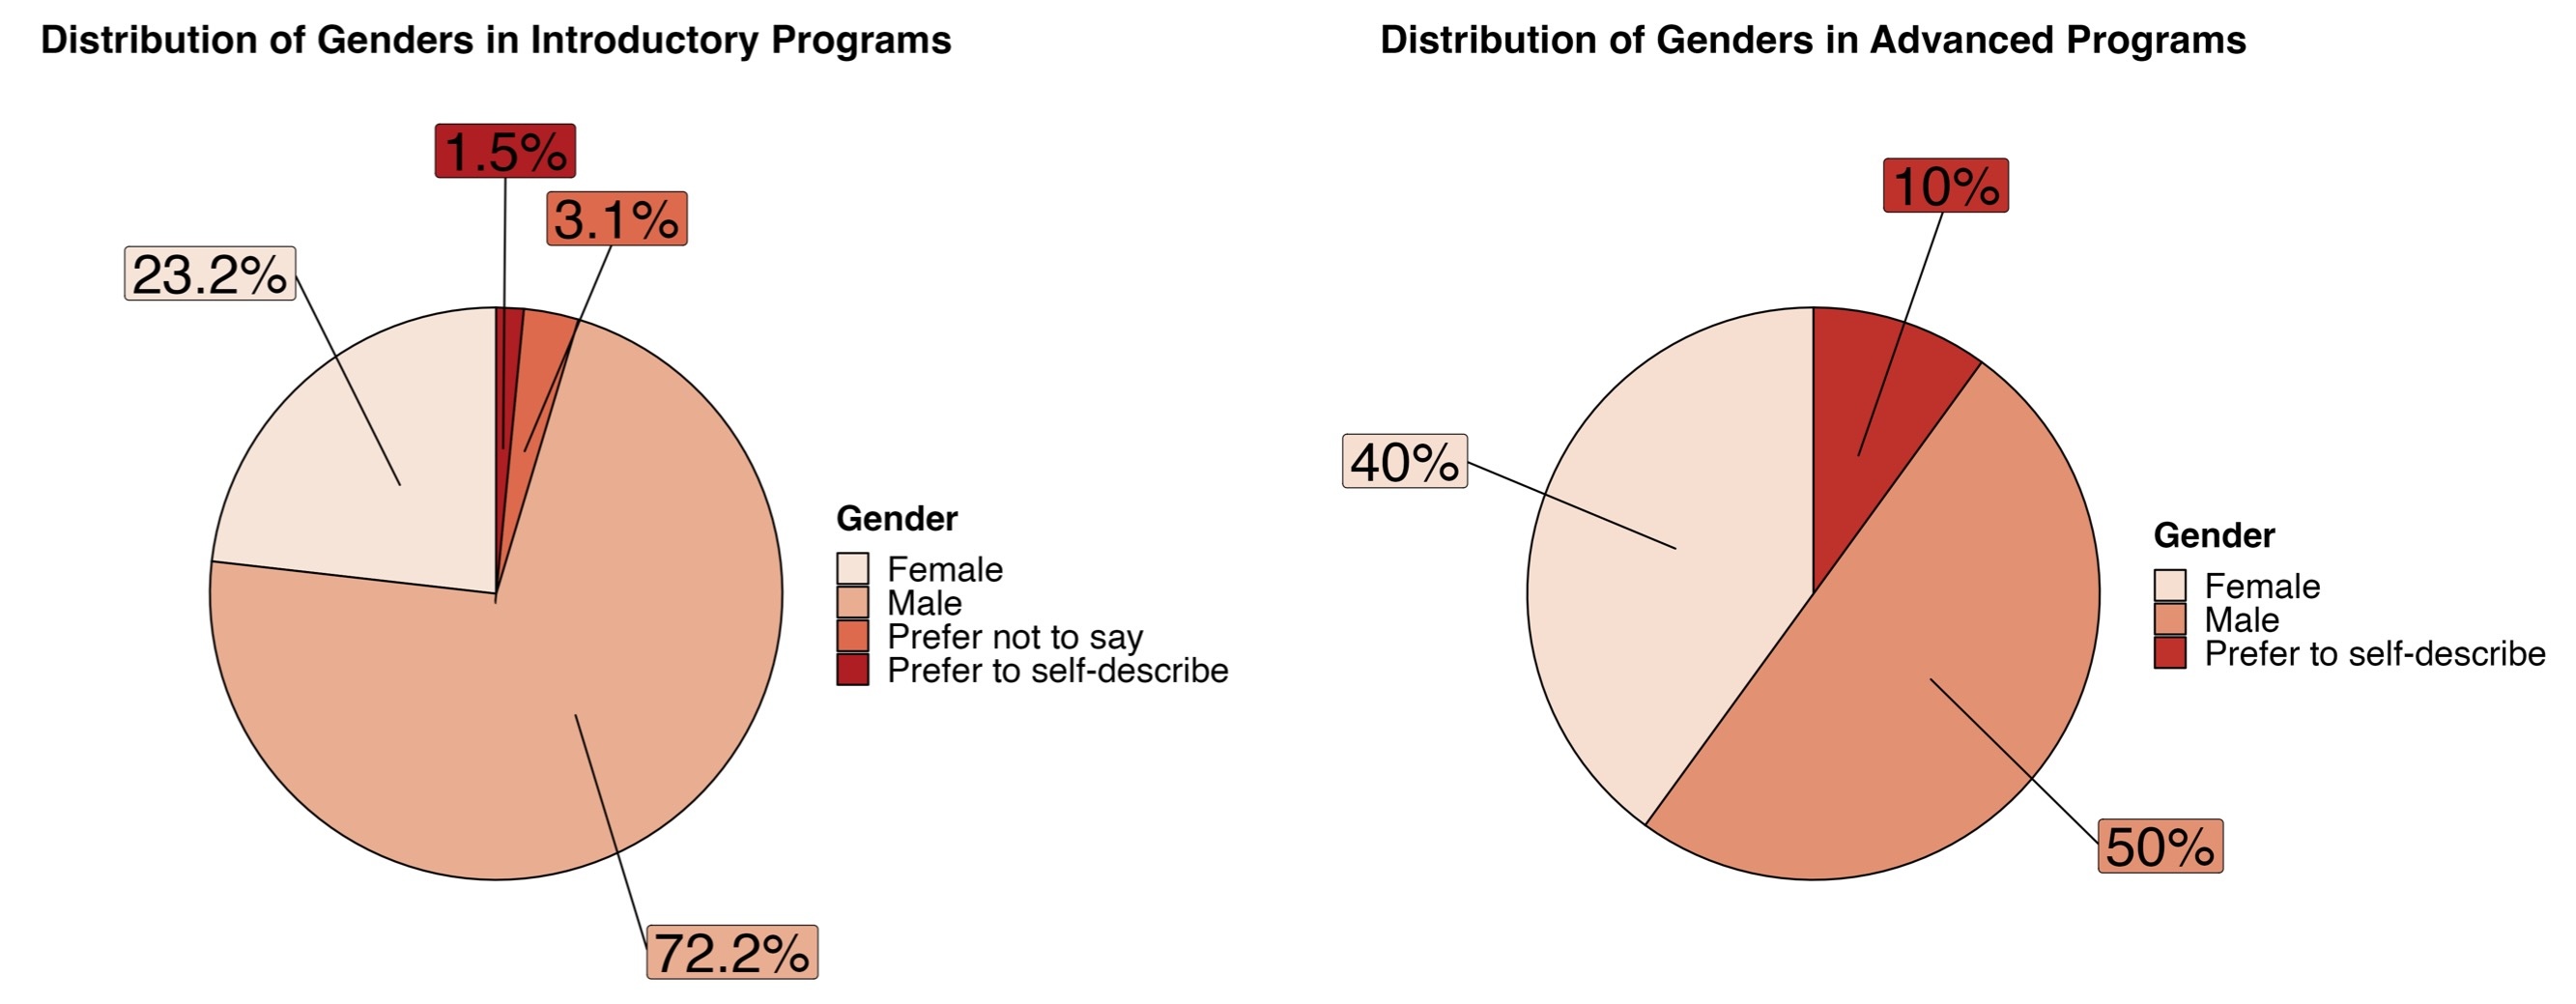 Distribution of Genders in Introductory Programs
1.5%
3.1%
23.2%
72.2%
Gender
Female
Male
Prefer not to say
Prefer to self-describe
Distribution of Genders in Advanced Programs
10%
40%
50%
Gender
Female
Male
Prefer to self-describe